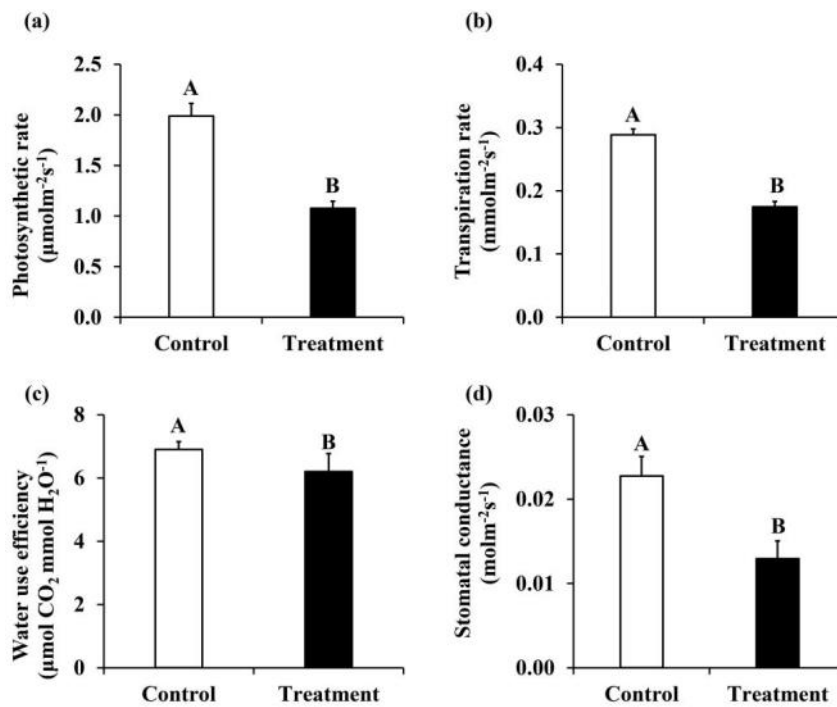 (a)
Photosynthetic rate
(μmolm⁻²s⁻¹)
2.5
2.0
1.5
1.0
0.5
0.0
A
B
Control
Treatment
(b)
Transpiration rate
(mmolm⁻²s⁻¹)
0.4
0.3
0.2
0.1
0.0
A
B
Control
Treatment
(c)
Water use efficiency
(μmol CO₂ mmol H₂O⁻¹)
8
6
4
2
0
A
B
Control
Treatment
(d)
Stomatal conductance
(molm⁻²s⁻¹)
0.03
0.02
0.01
0.00
A
B
Control
Treatment